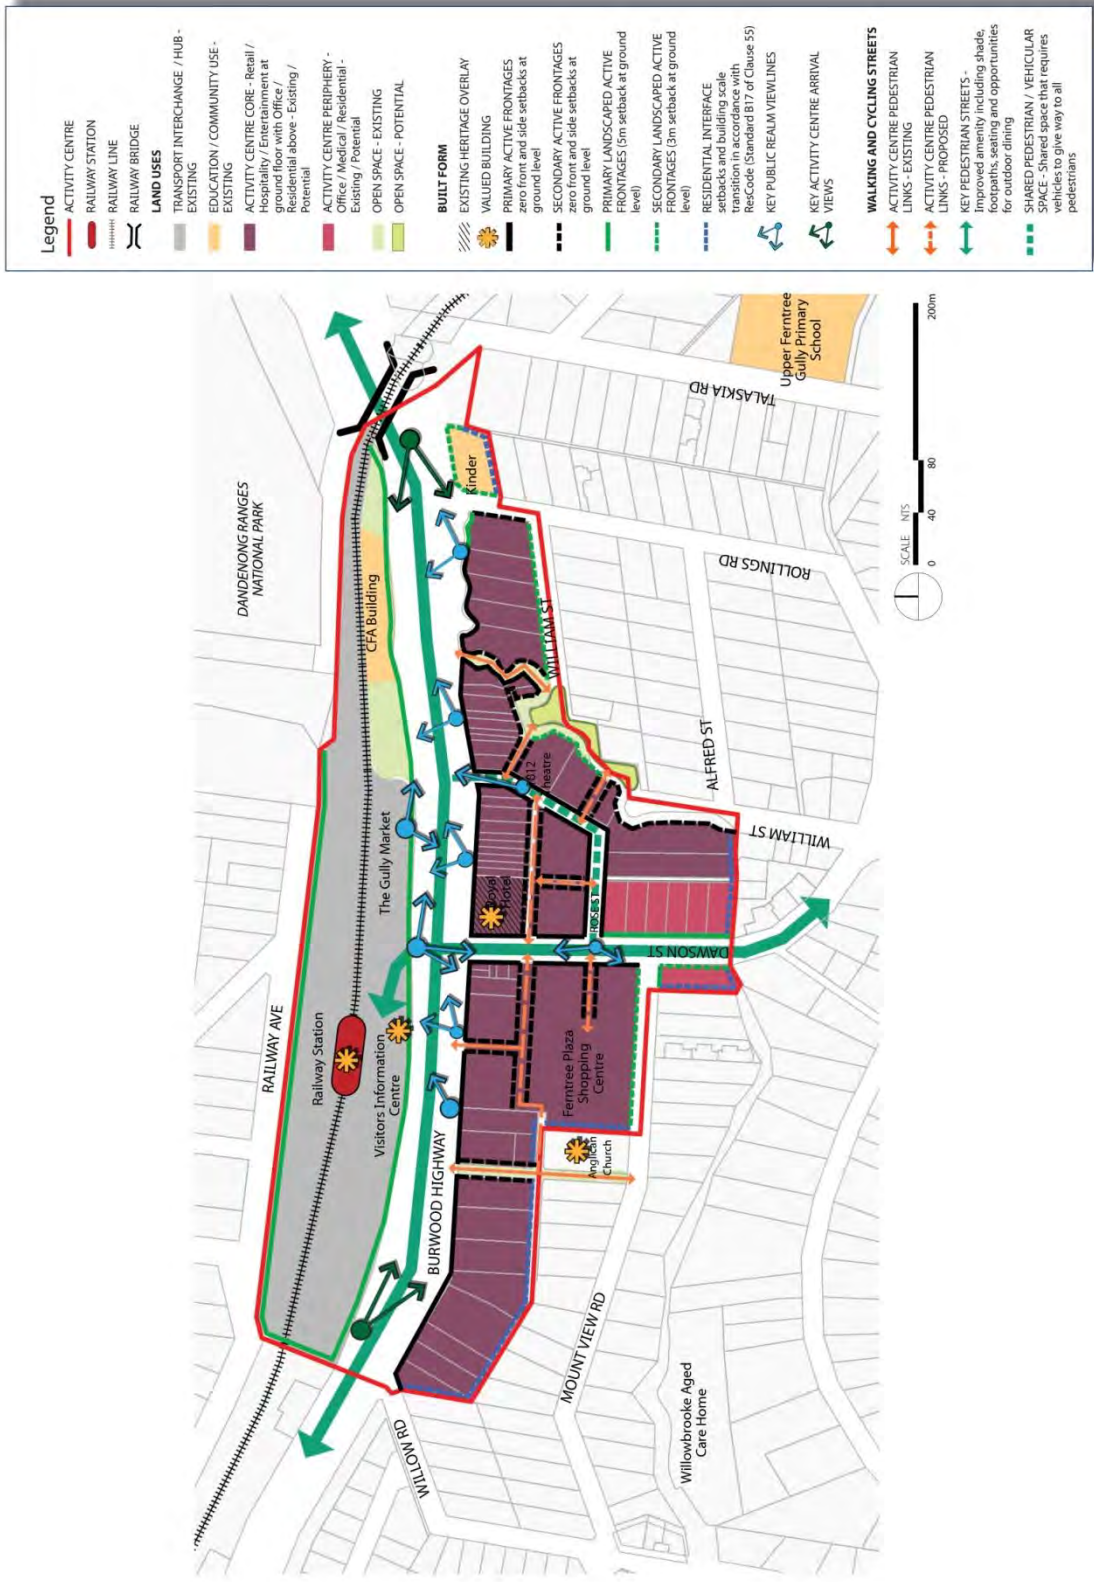 Legend
ACTIVITY CENTRE
RAILWAY STATION
RAILWAY LINE
RAILWAY BRIDGE
LAND USES
TRANSPORT INTERCHANGE / HUB -
EXISTING
EDUCATION / COMMUNITY USE -
EXISTING
ACTIVITY CENTRE CORE - Retail /
Hospitality / Entertainment at
ground floor with Office /
Residential above - Existing /
Potential
ACTIVITY CENTRE PERIPHERY -
Office / Medical / Residential -
Existing / Potential
OPEN SPACE - EXISTING
OPEN SPACE - POTENTIAL
BUILT FORM
EXISTING HERITAGE OVERLAY
VALUED BUILDING
PRIMARY ACTIVE FRONTAGES
zero front and side setbacks at
ground level
SECONDARY ACTIVE FRONTAGES
zero front and side setbacks at
ground level
PRIMARY LANDSCAPED ACTIVE
FRONTAGES (5m setback at ground
level)
SECONDARY LANDSCAPED ACTIVE
FRONTAGES (3m setback at ground
level)
RESIDENTIAL INTERFACE
setbacks and building scale
transition in accordance with
ResCode (Standard B17 of Clause 55)
KEY PUBLIC REALM VIEWLINES
KEY ACTIVITY CENTRE ARRIVAL
VIEWS
WALKING AND CYCLING STREETS
ACTIVITY CENTRE PEDESTRIAN
LINKS - EXISTING
ACTIVITY CENTRE PEDESTRIAN
LINKS - PROPOSED
KEY PEDESTRIAN STREETS -
Improved amenity including shade,
footpaths, seating and opportunities
for outdoor dining
SHARED PEDESTRIAN / VEHICULAR
SPACE - Shared space that requires
vehicles to give way to all
pedestrians
DANDENONG RANGES
NATIONAL PARK
RAILWAY AVE
Railway Station
Visitors Information
Centre
The Gully Market
CFA Building
BURWOOD HIGHWAY
Kinder
Royal
Hotel
1812
Theatre
WILLIAM ST
ROSE ST
DAWSON ST
Ferntree Plaza
Shopping
Centre
Anglican
Church
WILLOW RD
MOUNT VIEW RD
Willowbrooke Aged
Care Home
WILLIAM ST
ALFRED ST
ROLLINGS RD
TALASKIA RD
Upper Ferntree
Gully Primary
School
SCALE NTS
0 40 80 200m